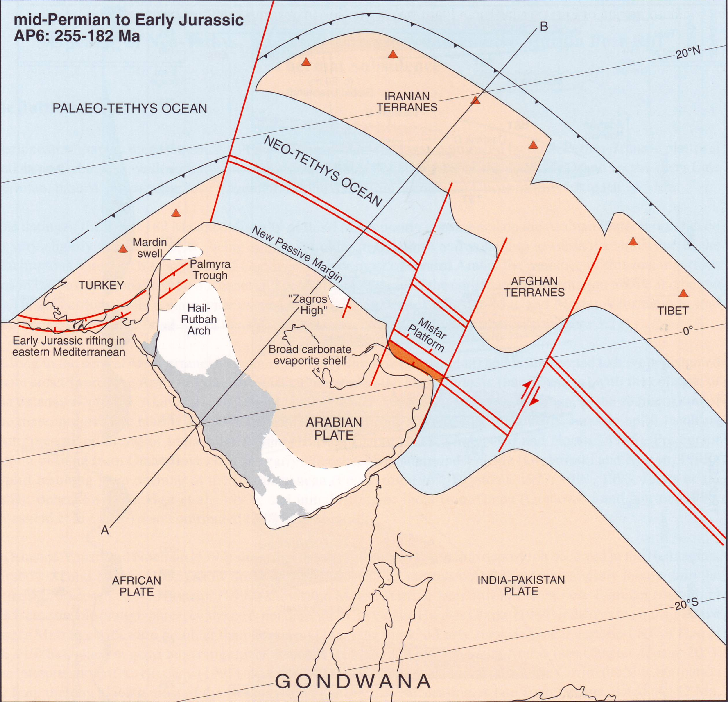 mid-Permian to Early Jurassic
AP6: 255-182 Ma
B
20°N
PALAEO-TETHYS OCEAN
IRANIAN
TERRANES
NEO-TETHYS OCEAN
New Passive Margin
Mardin
swell
Palmyra
Trough
TURKEY
"Zagros
High"
AFGHAN
TERRANES
TIBET
Hail-
Rutbah
Arch
Misfar
Platform
0°
Early Jurassic rifting in
eastern Mediterranean
Broad carbonate
evaporite shelf
ARABIAN
PLATE
A
AFRICAN
PLATE
INDIA-PAKISTAN
PLATE
20°S
GONDWANA